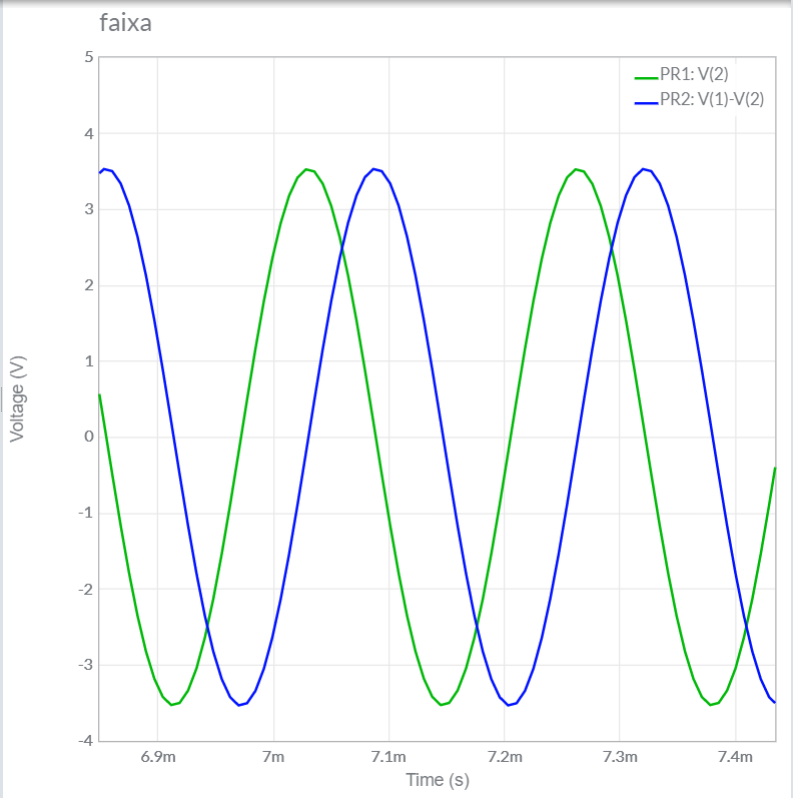 faixa
PR1: V(2)
PR2: V(1)-V(2)
5
4
3
2
1
0
-1
-2
-3
-4
Voltage (V)
6.9m 7m 7.1m 7.2m 7.3m 7.4m
Time (s)